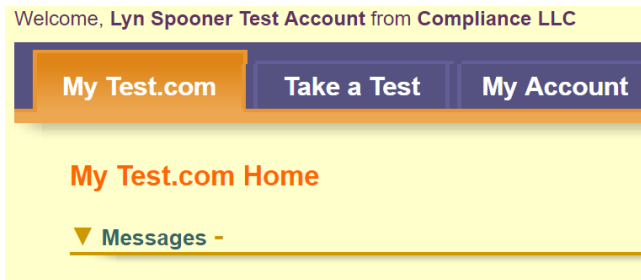 Welcome, Lyn Spooner Test Account from Compliance LLC
My Test.com Take a Test My Account
My Test.com Home
▼ Messages -